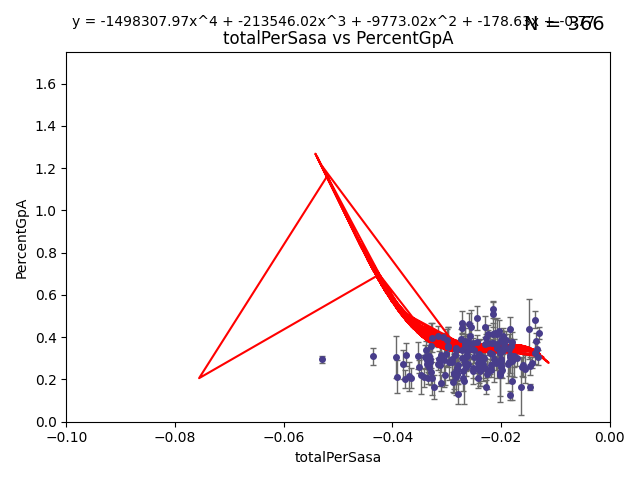 y = -1498307.97x^4 + -213546.02x^3 + -9773.02x^2 + -178.63x + -0.77
N = 366
totalPerSasa vs PercentGpA
PercentGpA
1.6
1.4
1.2
1.0
0.8
0.6
0.4
0.2
0.0
−0.10 −0.08 −0.06 −0.04 −0.02 0.00
totalPerSasa